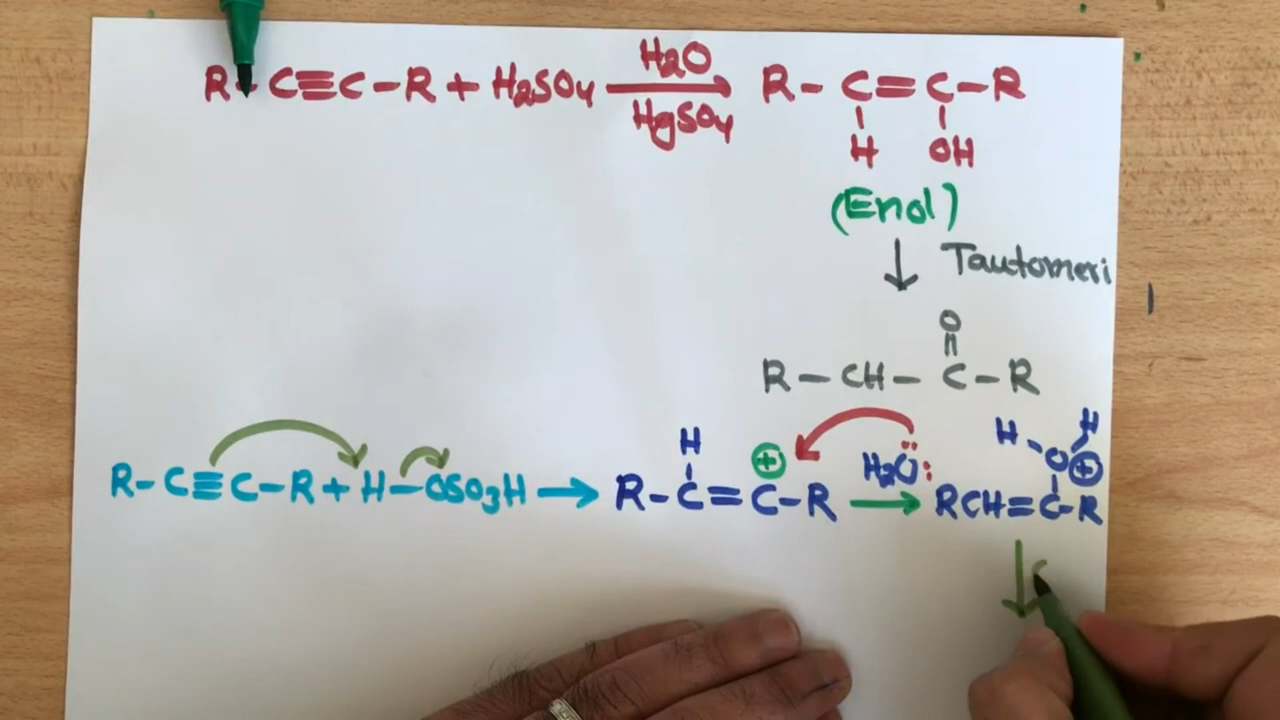 R-C≡C-R + H₂SO₄ H₂O HgSO₄ → R-C=C-R
H OH
(Enol)
↓ Tautomeri
O
R-CH-C-R
H ⊕ H₂O: H H O⊕
R-C≡C-R + H-OSO₃H → R-C=C-R → RCH=C-R
↓